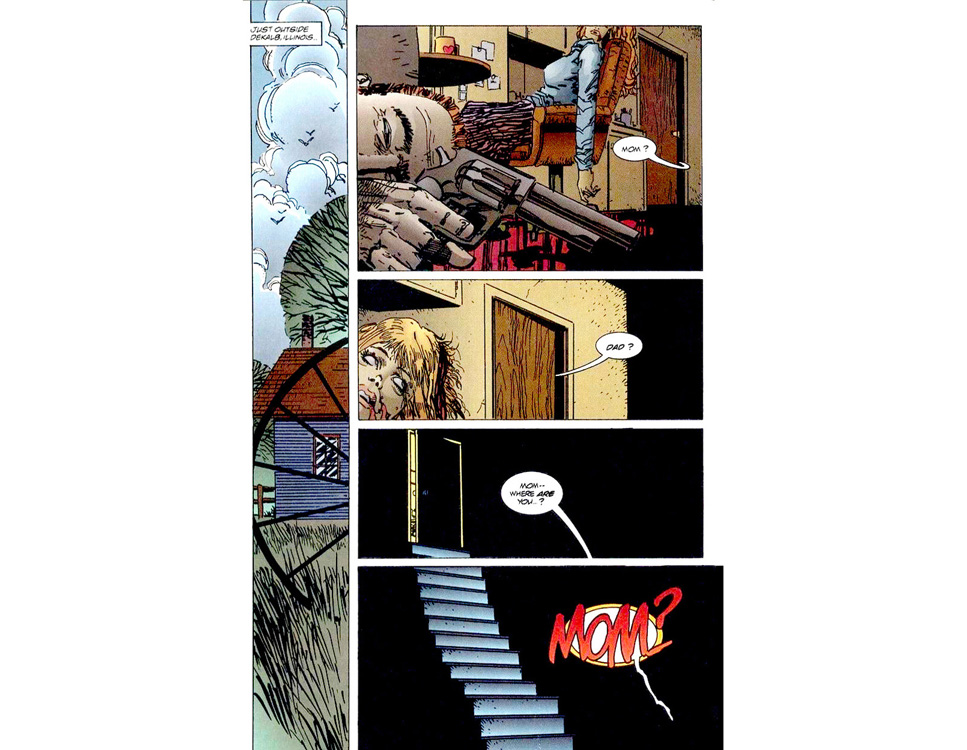 JUST OUTSIDE
DEKALB, ILLINOIS...
MOM ?
DAD ?
MOM--
WHERE ARE
YOU... ?
MOM?